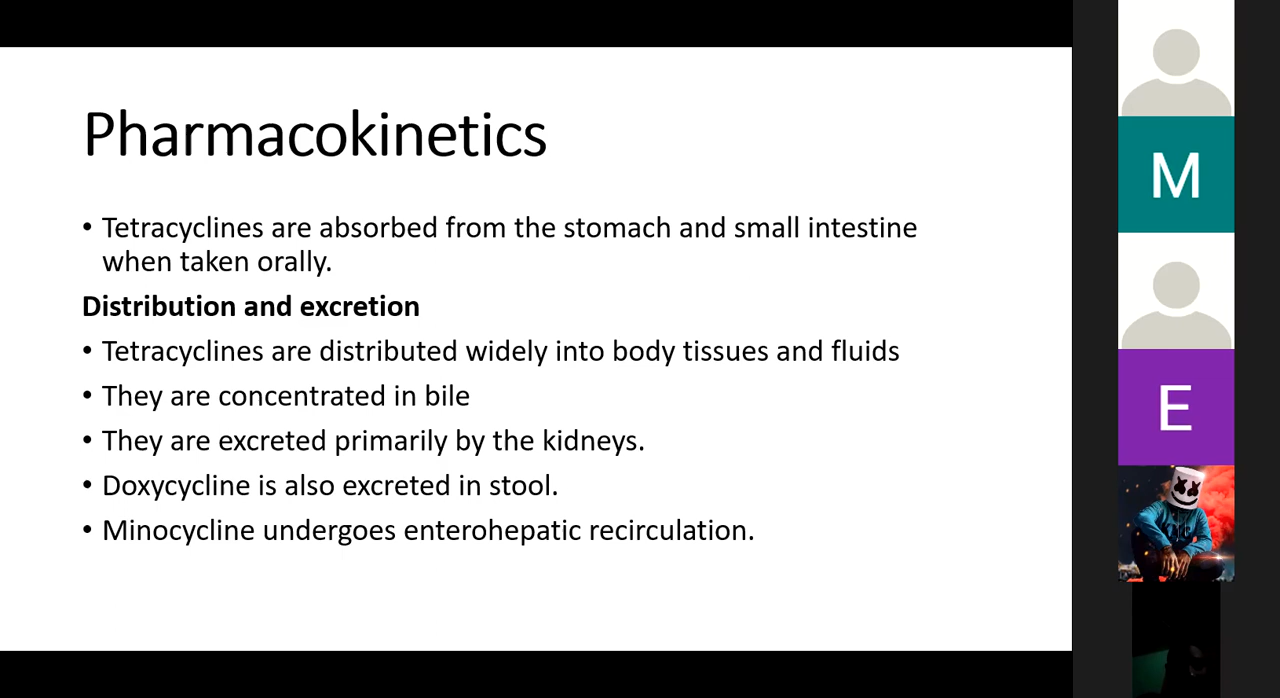 Pharmacokinetics
• Tetracyclines are absorbed from the stomach and small intestine
when taken orally.
Distribution and excretion
• Tetracyclines are distributed widely into body tissues and fluids
• They are concentrated in bile
• They are excreted primarily by the kidneys.
• Doxycycline is also excreted in stool.
• Minocycline undergoes enterohepatic recirculation.
M
E